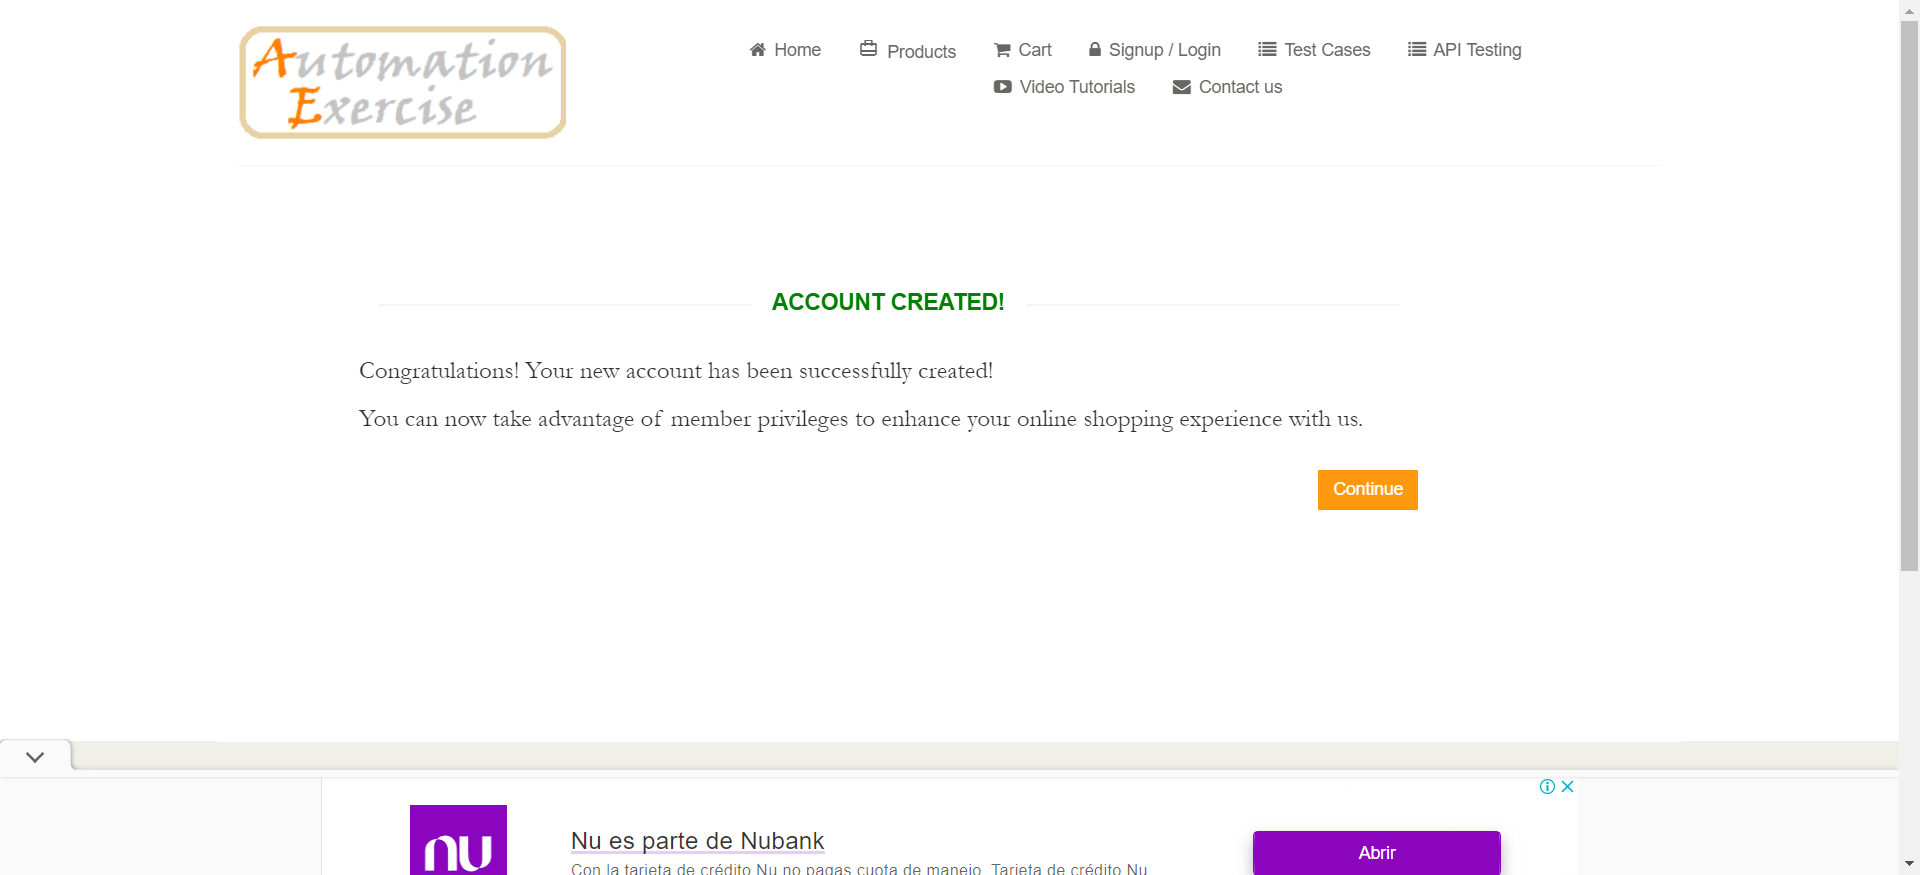 Automation
Exercise
Home
Products
Cart
Signup / Login
Test Cases
API Testing
Video Tutorials
Contact us
ACCOUNT CREATED!
Congratulations! Your new account has been successfully created!
You can now take advantage of member privileges to enhance your online shopping experience with us.
Continue
nu
Nu es parte de Nubank
Con la tarjeta de crédito Nu no pagas cuota de manejo. Tarjeta de crédito Nu
Abrir